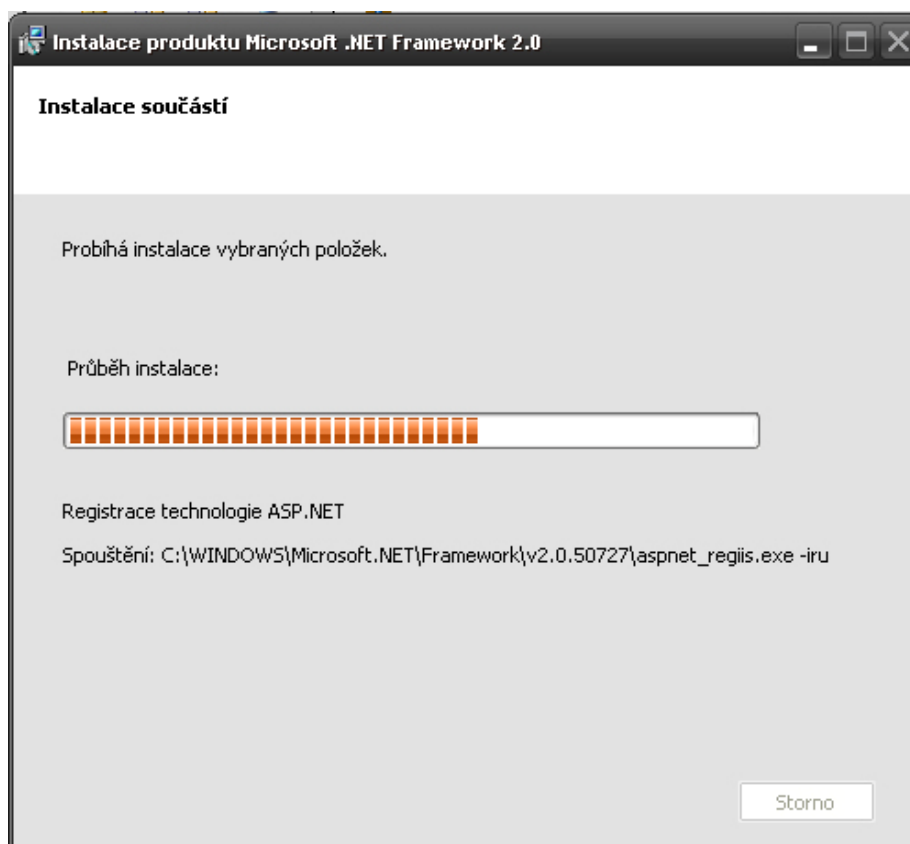 Instalace produktu Microsoft .NET Framework 2.0
Instalace součástí
Probíhá instalace vybraných položek.
Průběh instalace:
Registrace technologie ASP.NET
Spouštění: C:\WINDOWS\Microsoft.NET\Framework\v2.0.50727\aspnet_regiis.exe -iru
Storno